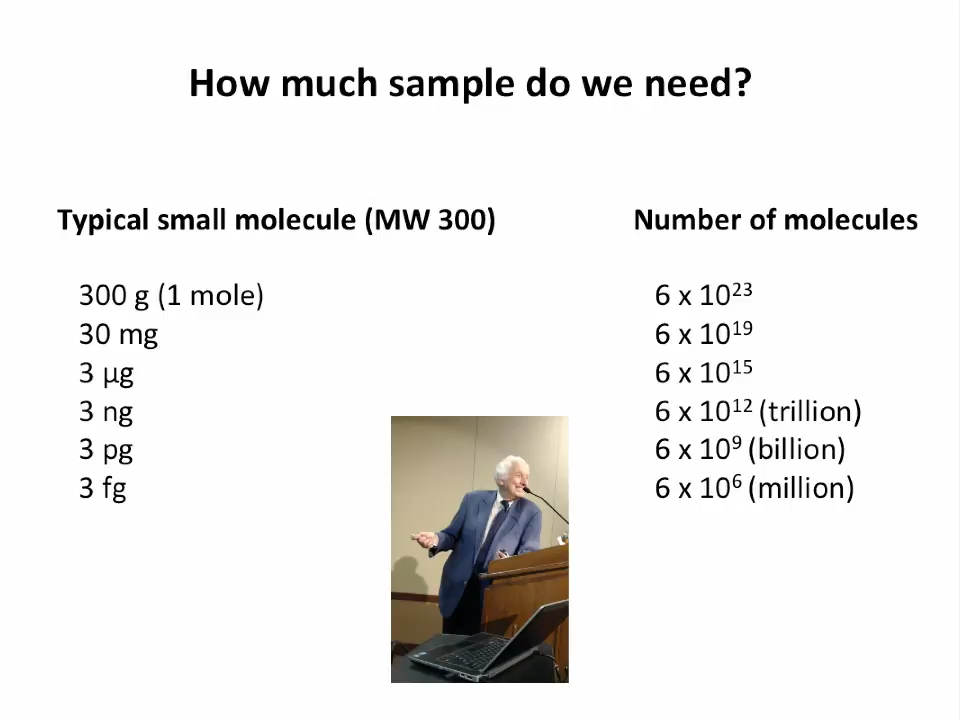 How much sample do we need?
Typical small molecule (MW 300) Number of molecules
300 g (1 mole) 6 x 10²³
30 mg 6 x 10¹⁹
3 µg 6 x 10¹⁵
3 ng 6 x 10¹² (trillion)
3 pg 6 x 10⁹ (billion)
3 fg 6 x 10⁶ (million)